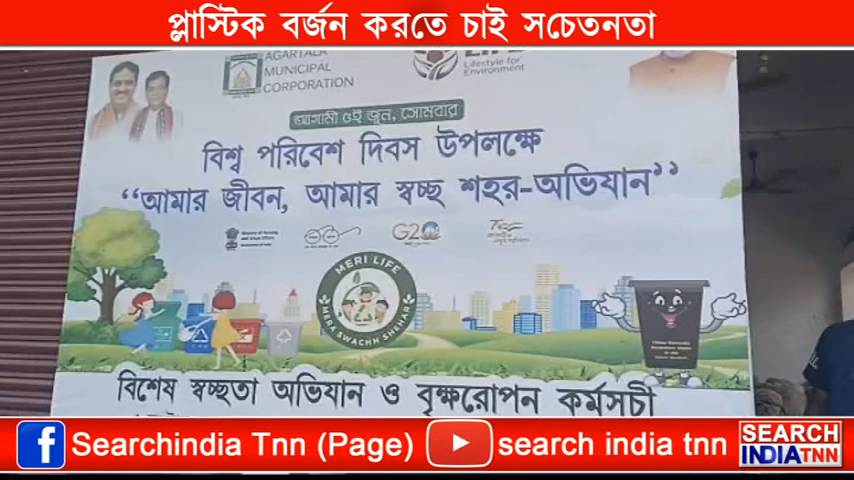 প্লাস্টিক বর্জন করতে চাই সচেতনতা
AGARTALA
MUNICIPAL
CORPORATION
Lifestyle for
Environment
আগামী ৫ই জুন, সোমবার
বিশ্ব পরিবেশ দিবস উপলক্ষে
“আমার জীবন, আমার স্বচ্ছ শহর-অভিযান”
G20
MERI LIFE
MERA SWACHH SHEHAR
বিশেষ স্বচ্ছতা অভিযান ও বৃক্ষরোপন কর্মসূচী
Searchindia Tnn (Page)
search india tnn
SEARCH
INDIATNN